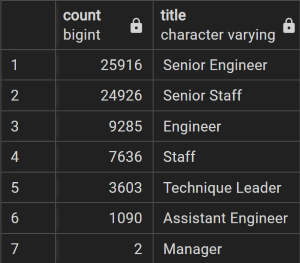 count title
bigint character varying
1 25916 Senior Engineer
2 24926 Senior Staff
3 9285 Engineer
4 7636 Staff
5 3603 Technique Leader
6 1090 Assistant Engineer
7 2 Manager